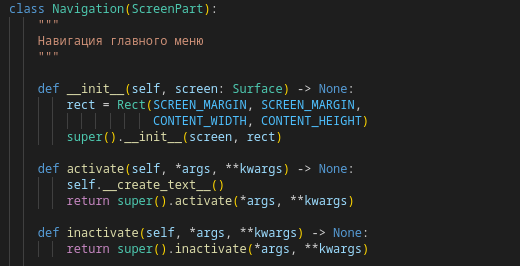 class Navigation(ScreenPart):
    """
    Навигация главного меню
    """
    def __init__(self, screen: Surface) -> None:
        rect = Rect(SCREEN_MARGIN, SCREEN_MARGIN,
                    CONTENT_WIDTH, CONTENT_HEIGHT)
        super().__init__(screen, rect)
    def activate(self, *args, **kwargs) -> None:
        self.__create_text__()
        return super().activate(*args, **kwargs)
    def inactivate(self, *args, **kwargs) -> None:
        return super().inactivate(*args, **kwargs)